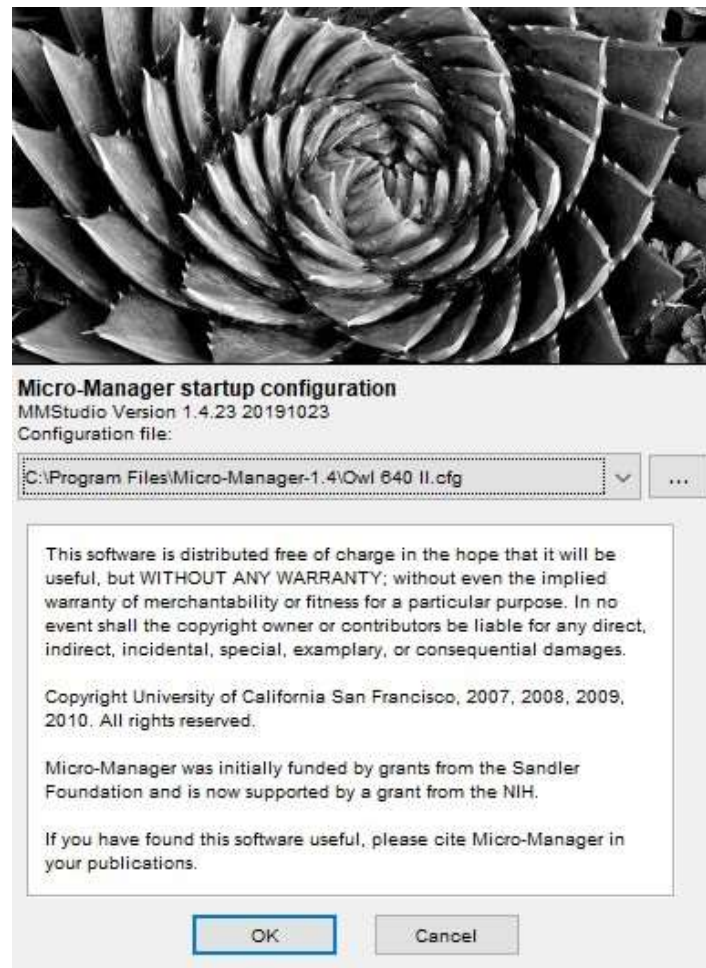 Micro-Manager startup configuration
MMStudio Version 1.4.23 20191023
Configuration file:
C:\Program Files\Micro-Manager-1.4\Owl 640 II.cfg
...
This software is distributed free of charge in the hope that it will be
useful, but WITHOUT ANY WARRANTY; without even the implied
warranty of merchantability or fitness for a particular purpose. In no
event shall the copyright owner or contributors be liable for any direct,
indirect, incidental, special, examplary, or consequential damages.
Copyright University of California San Francisco, 2007, 2008, 2009,
2010. All rights reserved.
Micro-Manager was initially funded by grants from the Sandler
Foundation and is now supported by a grant from the NIH.
If you have found this software useful, please cite Micro-Manager in
your publications.
OK Cancel